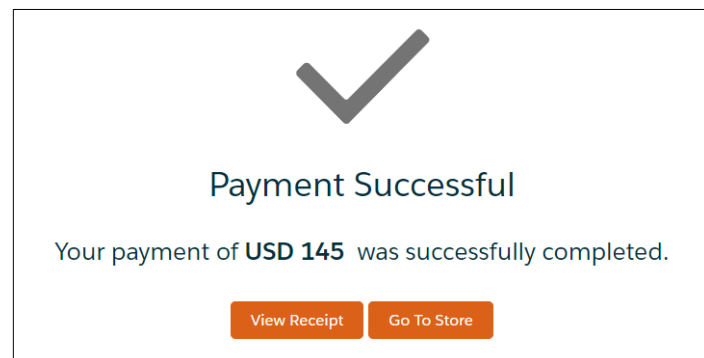 Payment Successful
Your payment of USD 145 was successfully completed.
View Receipt Go To Store